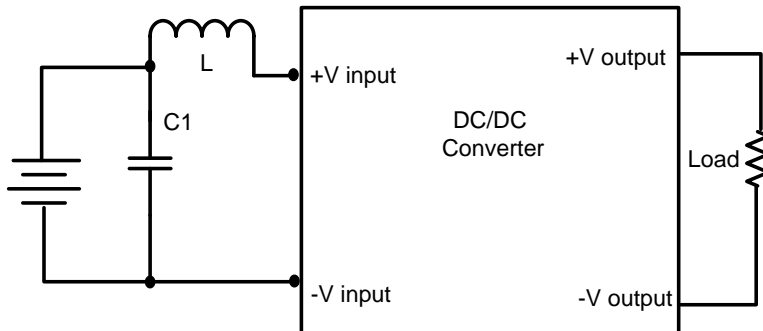 L
+V input
+V output
C1
DC/DC
Converter
Load
-V input
-V output